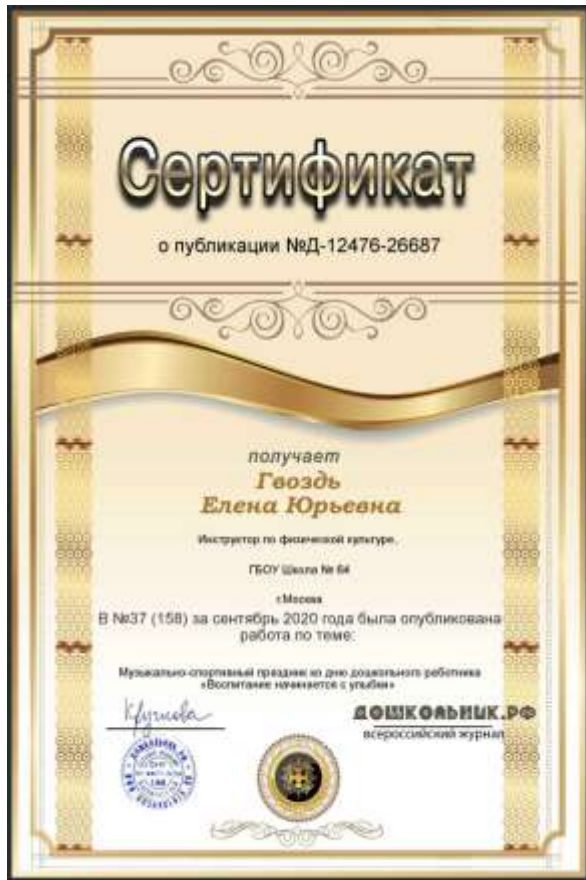 Сертификат
о публикации №Д-12476-26687
получает
Гвоздь
Елена Юрьевна
Инструктор по физической культуре,
ГБОУ Школа № 64
г.Москва
В №37 (158) за сентябрь 2020 года была опубликована
работа по теме:
Музыкально-спортивный праздник ко дню дошкольного работника
«Воспитание начинается с улыбки»
ДОШКОЛЬНИК.РФ
всероссийский журнал